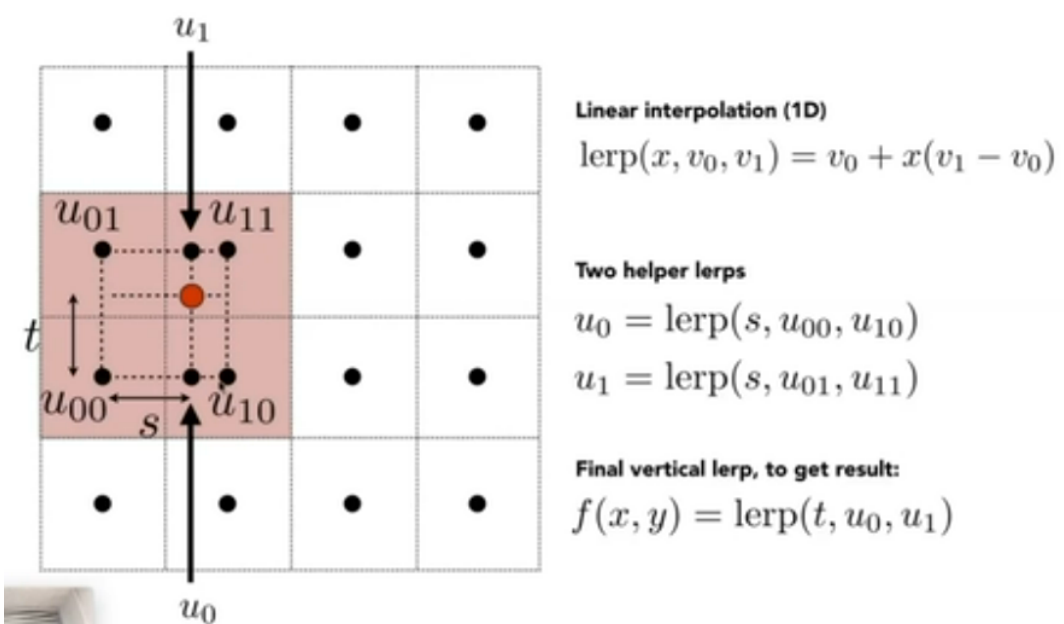 u₁
Linear interpolation (1D)
lerp(x, v₀, v₁) = v₀ + x(v₁ − v₀)
u₀₁ u₁₁
Two helper lerps
u₀ = lerp(s, u₀₀, u₁₀)
t
u₁ = lerp(s, u₀₁, u₁₁)
u₀₀ u₁₀
s
Final vertical lerp, to get result:
f(x, y) = lerp(t, u₀, u₁)
u₀